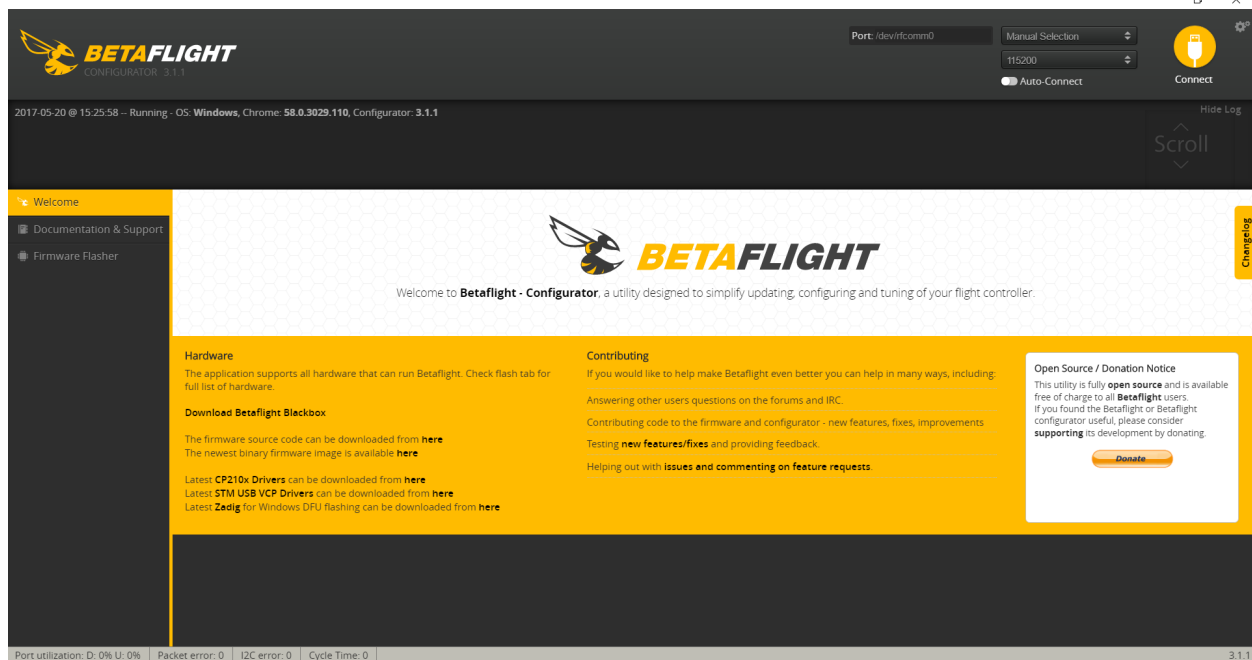 BETAFLIGHT
CONFIGURATOR 3.1.1
Port: /dev/rfcomm0
Manual Selection
115200
Auto-Connect
Connect
2017-05-20 @ 15:25:58 -- Running - OS: Windows, Chrome: 58.0.3029.110, Configurator: 3.1.1
Hide Log
Scroll
Welcome
Documentation & Support
Firmware Flasher
BETAFLIGHT
Changelog
Welcome to Betaflight - Configurator, a utility designed to simplify updating, configuring and tuning of your flight controller.
Hardware
The application supports all hardware that can run Betaflight. Check flash tab for
full list of hardware.
Download Betaflight Blackbox
The firmware source code can be downloaded from here
The newest binary firmware image is available here
Latest CP210x Drivers can be downloaded from here
Latest STM USB VCP Drivers can be downloaded from here
Latest Zadig for Windows DFU flashing can be downloaded from here
Contributing
If you would like to help make Betaflight even better you can help in many ways, including:
Answering other users questions on the forums and IRC.
Contributing code to the firmware and configurator - new features, fixes, improvements
Testing new features/fixes and providing feedback.
Helping out with issues and commenting on feature requests.
Open Source / Donation Notice
This utility is fully open source and is available
free of charge to all Betaflight users.
If you found the Betaflight or Betaflight
configurator useful, please consider
supporting its development by donating.
Donate
Port utilization: D: 0% U: 0%
Packet error: 0
I2C error: 0
Cycle Time: 0
3.1.1